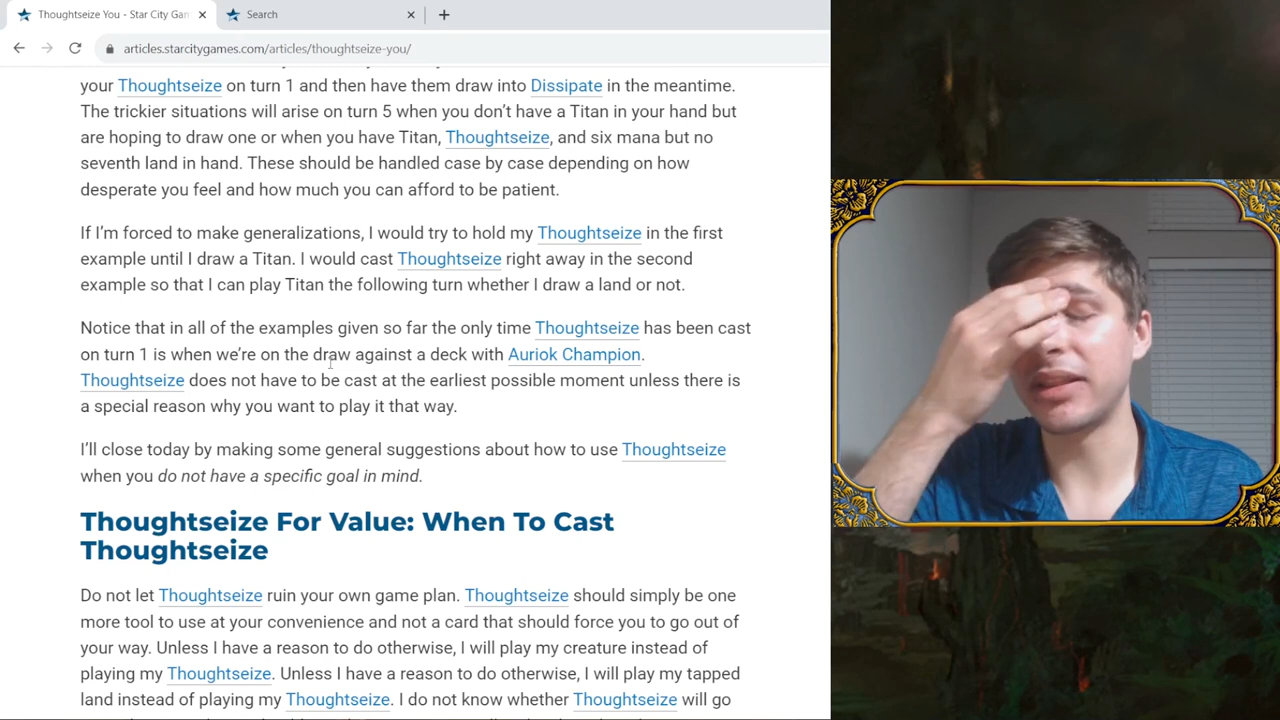 Thoughtseize You - Star City Gam
Search
articles.starcitygames.com/articles/thoughtseize-you/
your Thoughtseize on turn 1 and then have them draw into Dissipate in the meantime.
The trickier situations will arise on turn 5 when you don’t have a Titan in your hand but
are hoping to draw one or when you have Titan, Thoughtseize, and six mana but no
seventh land in hand. These should be handled case by case depending on how
desperate you feel and how much you can afford to be patient.
If I’m forced to make generalizations, I would try to hold my Thoughtseize in the first
example until I draw a Titan. I would cast Thoughtseize right away in the second
example so that I can play Titan the following turn whether I draw a land or not.
Notice that in all of the examples given so far the only time Thoughtseize has been cast
on turn 1 is when we’re on the draw against a deck with Auriok Champion.
Thoughtseize does not have to be cast at the earliest possible moment unless there is
a special reason why you want to play it that way.
I’ll close today by making some general suggestions about how to use Thoughtseize
when you do not have a specific goal in mind.
Thoughtseize For Value: When To Cast
Thoughtseize
Do not let Thoughtseize ruin your own game plan. Thoughtseize should simply be one
more tool to use at your convenience and not a card that should force you to go out of
your way. Unless I have a reason to do otherwise, I will play my creature instead of
playing my Thoughtseize. Unless I have a reason to do otherwise, I will play my tapped
land instead of playing my Thoughtseize. I do not know whether Thoughtseize will go